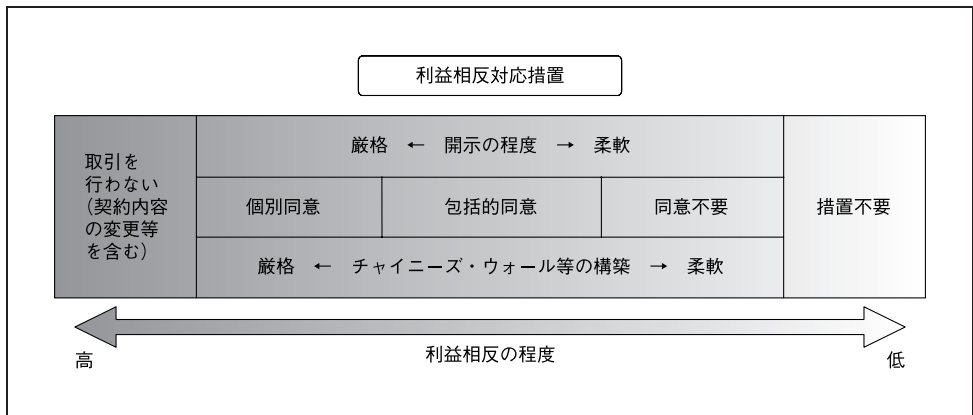 利益相反対応措置
取引を
行わない
（契約内容
の変更等
を含む）
厳格 ← 開示の程度 → 柔軟
個別同意
包括的同意
同意不要
厳格 ← チャイニーズ・ウォール等の構築 → 柔軟
措置不要
高
利益相反の程度
低